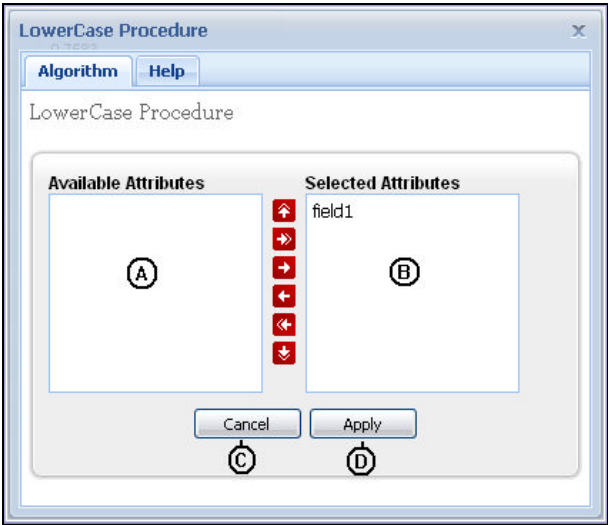 LowerCase Procedure
Algorithm Help
LowerCase Procedure
Available Attributes Selected Attributes
field1
A B
Cancel Apply
C D